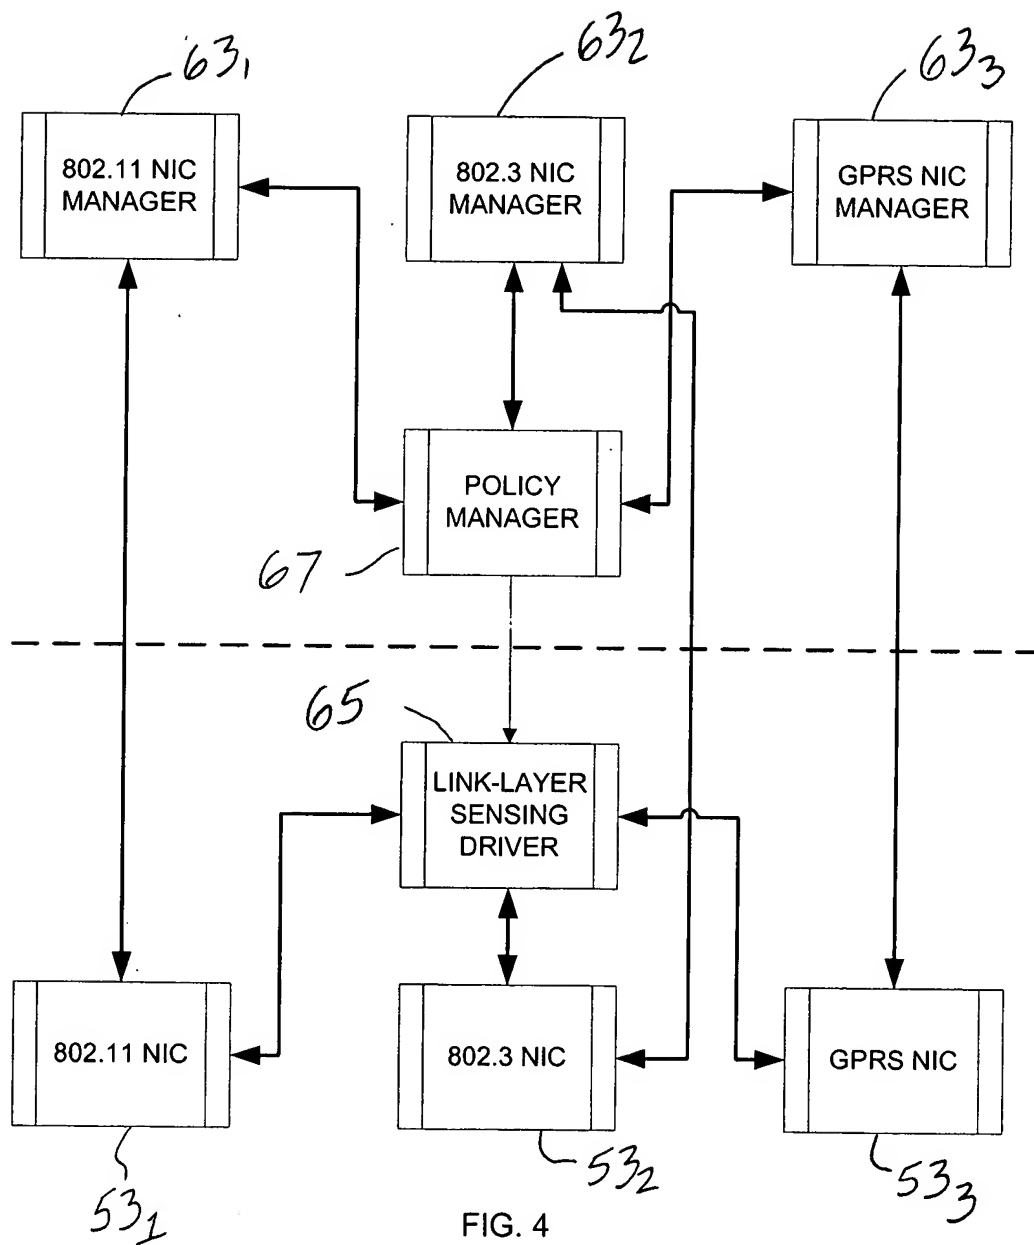 63₁
63₂
63₃
802.11 NIC
MANAGER
802.3 NIC
MANAGER
GPRS NIC
MANAGER
POLICY
MANAGER
67
65
LINK-LAYER
SENSING
DRIVER
802.11 NIC
802.3 NIC
GPRS NIC
53₁
53₂
53₃
FIG. 4